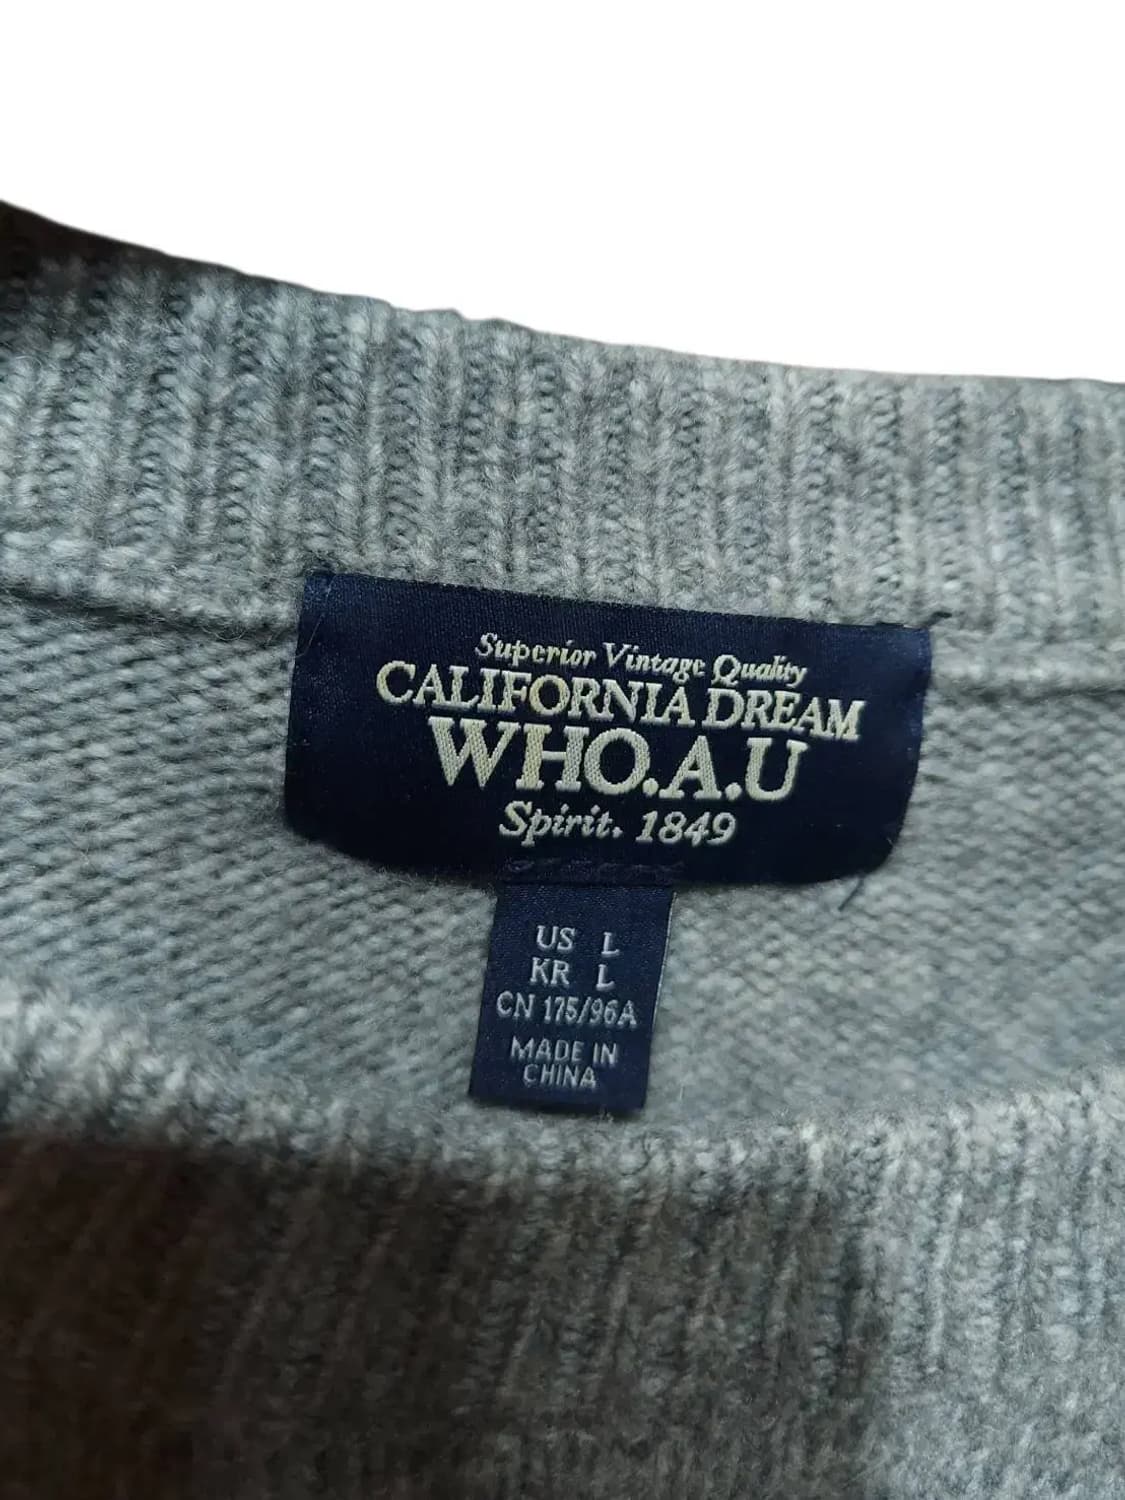 Superior Vintage Quality
CALIFORNIA DREAM
WHO.A.U
Spirit. 1849
US L
KR L
CN 175/96A
MADE IN
CHINA